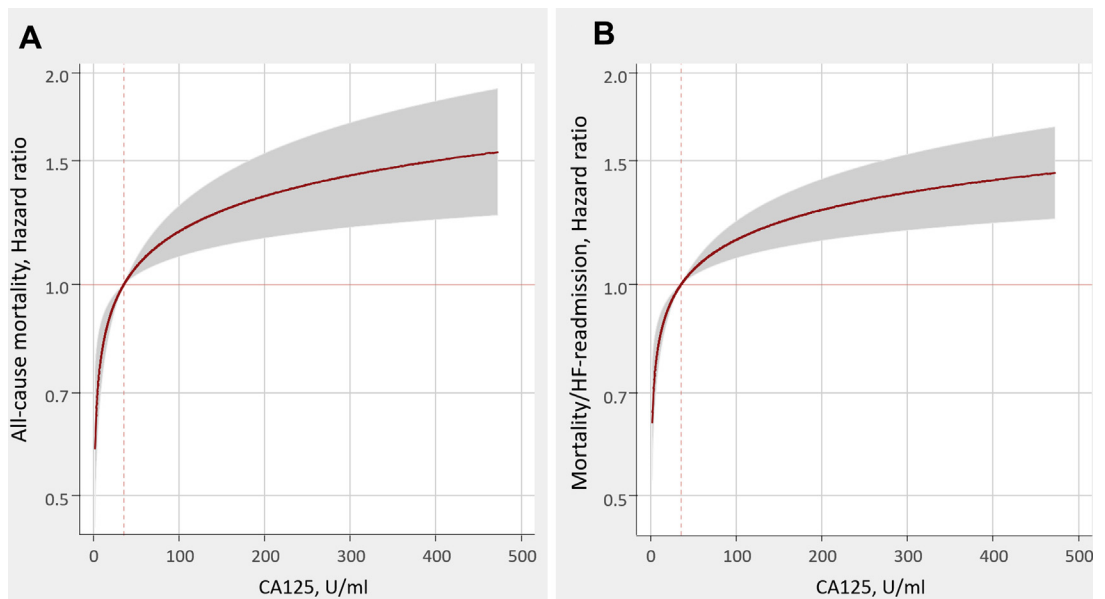 A
All-cause mortality, Hazard ratio
2.0
1.5
1.0
0.7
0.5
0 100 200 300 400 500
CA125, U/ml
B
Mortality/HF-readmission, Hazard ratio
2.0
1.5
1.0
0.7
0.5
0 100 200 300 400 500
CA125, U/ml